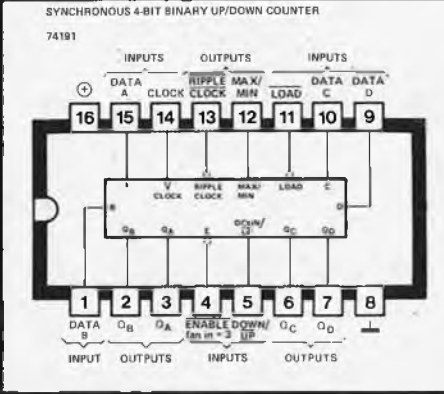 SYNCHRONOUS 4-BIT BINARY UP/DOWN COUNTER
74191
INPUTS OUTPUTS INPUTS
DATA RIPPLE MAX/ DATA DATA
A CLOCK CLOCK MIN LOAD C D
16 15 14 13 12 11 10 9
RIPPLE MAX/ LOAD C
CLOCK CLOCK MIN
B D
DOWN/
QB QA E UP QC QD
1 2 3 4 5 6 7 8
DATA QB QA ENABLE DOWN/ QC QD
B fan in = 3 UP
INPUT OUTPUTS INPUTS OUTPUTS